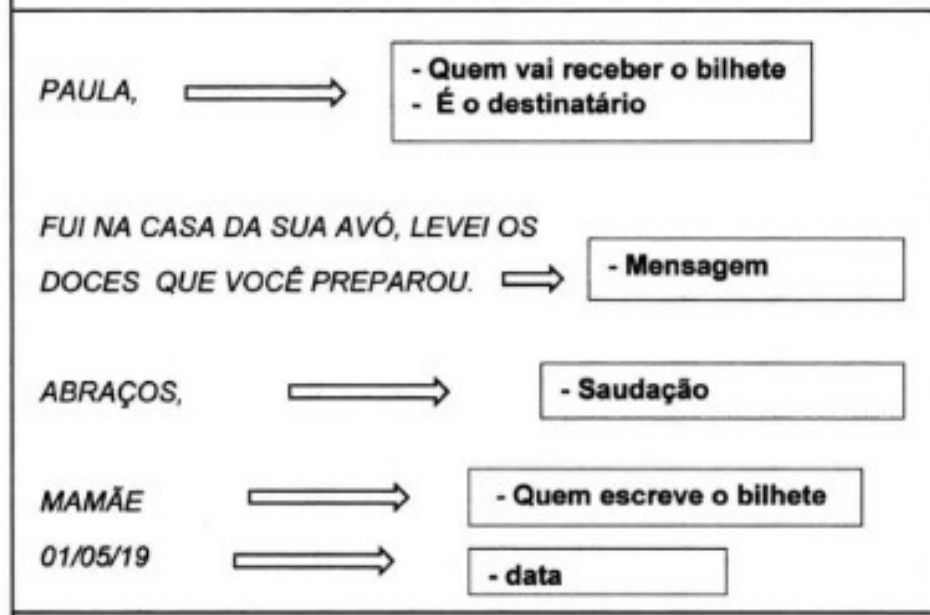 PAULA,
- Quem vai receber o bilhete
- É o destinatário
FUI NA CASA DA SUA AVÓ, LEVEI OS
DOCES QUE VOCÊ PREPAROU.
- Mensagem
ABRAÇOS,
- Saudação
MAMÃE
- Quem escreve o bilhete
01/05/19
- data